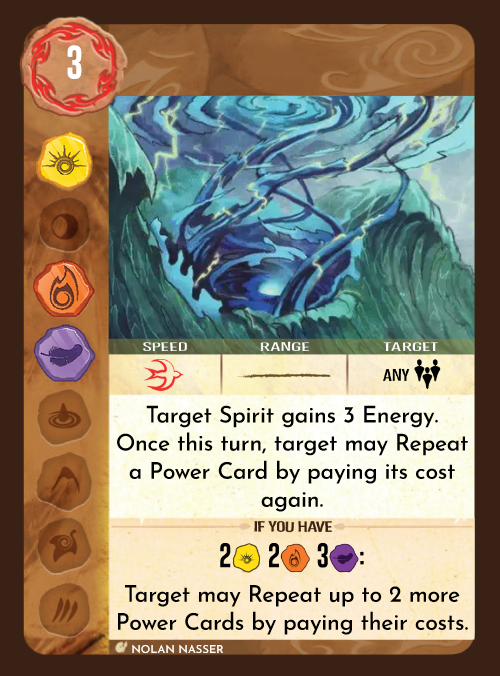 3
SPEED RANGE TARGET
ANY
Target Spirit gains 3 Energy.
Once this turn, target may Repeat
a Power Card by paying its cost
again.
IF YOU HAVE
2 2 3 :
Target may Repeat up to 2 more
Power Cards by paying their costs.
NOLAN NASSER